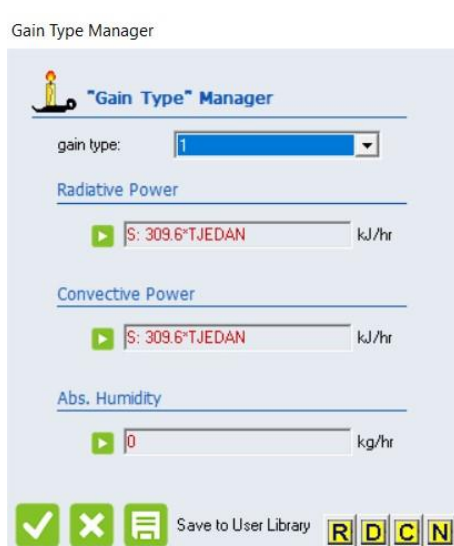 Gain Type Manager
"Gain Type" Manager
gain type: 1
Radiative Power
S: 309.6*TJEDAN kJ/hr
Convective Power
S: 309.6*TJEDAN kJ/hr
Abs. Humidity
0 kg/hr
Save to User Library R D C N